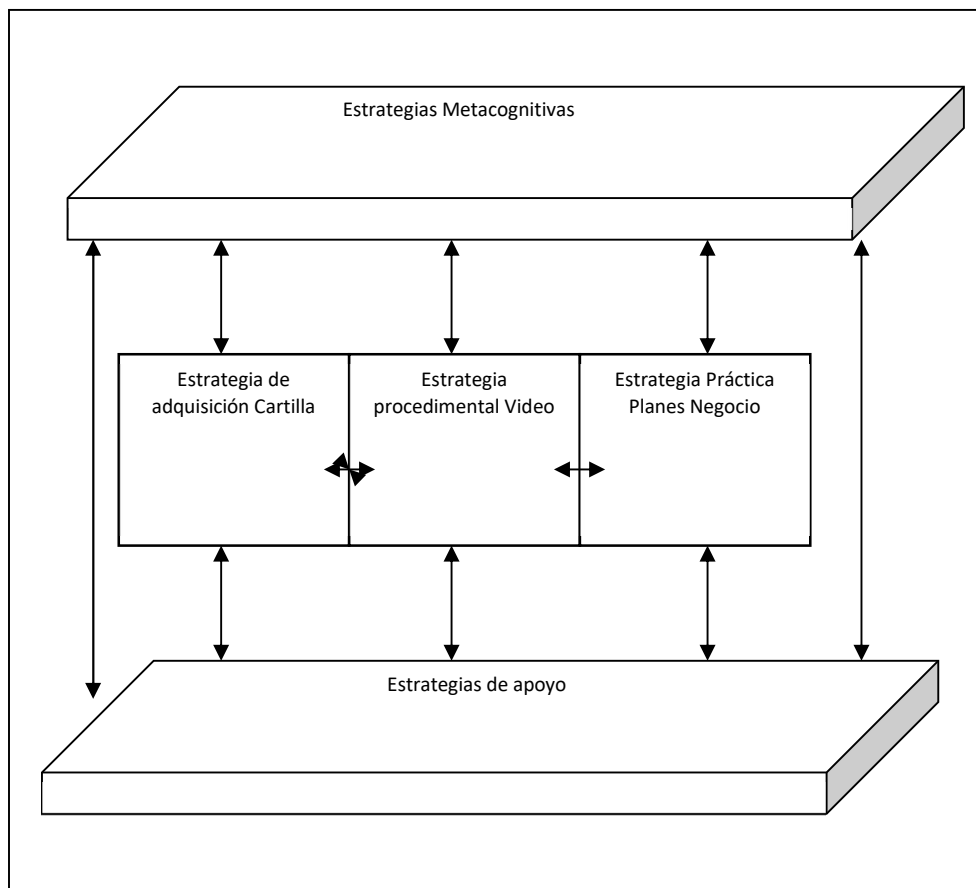 Estrategias Metacognitivas
Estrategia de
adquisición Cartilla
Estrategia
procedimental Video
Estrategia Práctica
Planes Negocio
Estrategias de apoyo